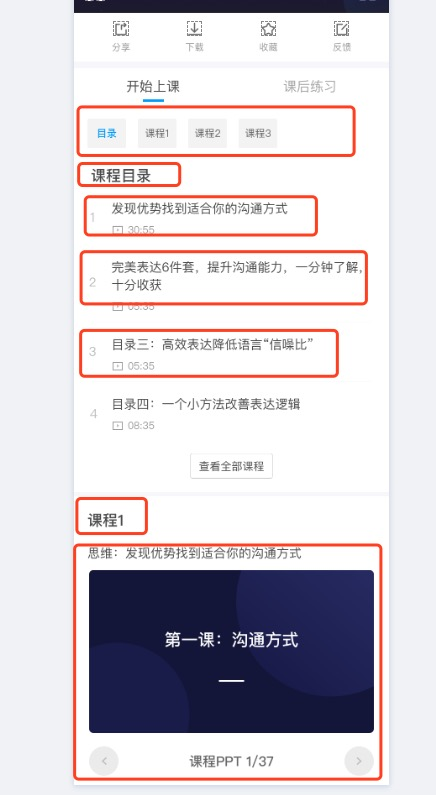 分享 下载 收藏 反馈
开始上课 课后练习
目录 课程1 课程2 课程3
课程目录
1 发现优势找到适合你的沟通方式
30:55
2 完美表达6件套，提升沟通能力，一分钟了解，
十分收获
05:35
3 目录三：高效表达降低语言“信噪比”
05:35
4 目录四：一个小方法改善表达逻辑
08:35
查看全部课程
课程1
思维：发现优势找到适合你的沟通方式
第一课：沟通方式
课程PPT 1/37